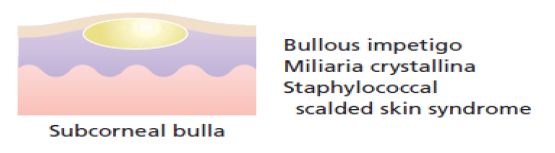 Bullous impetigo
Miliaria crystallina
Staphylococcal
scalded skin syndrome
Subcorneal bulla